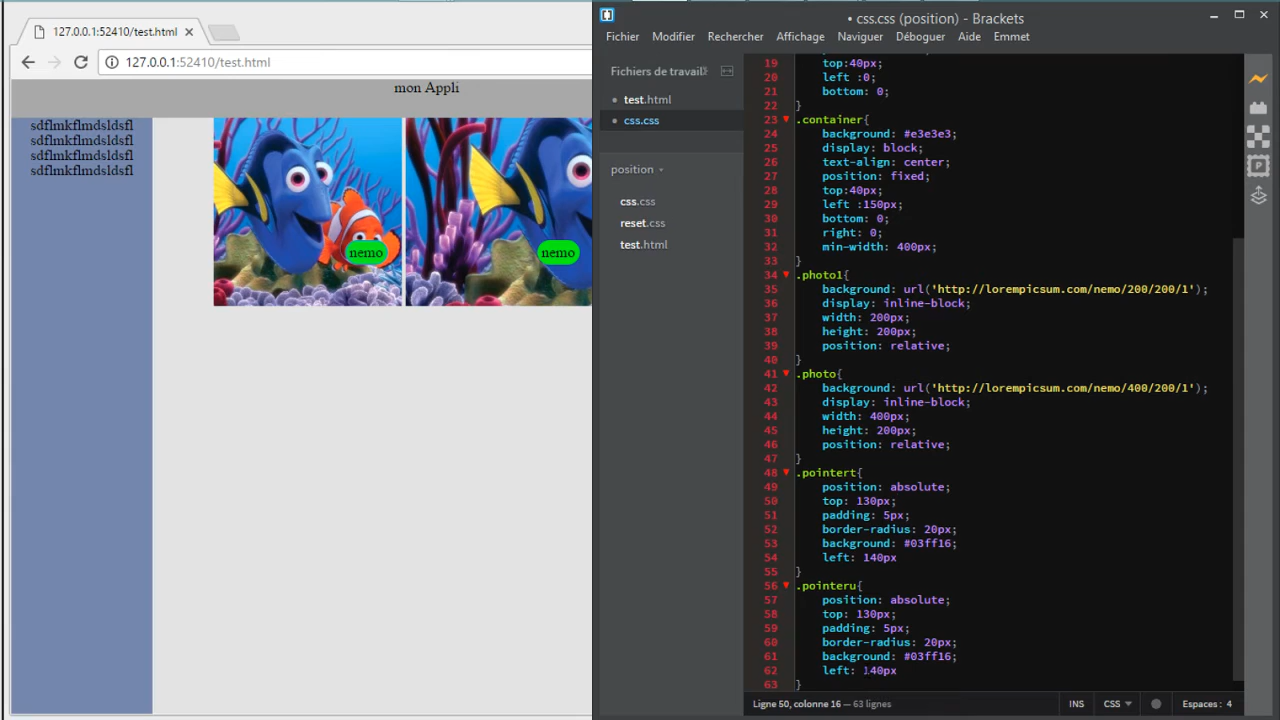 127.0.0.1:52410/test.html
127.0.0.1:52410/test.html
mon Appli
sdflmkflmdsldsfl
sdflmkflmdsldsfl
sdflmkflmdsldsfl
sdflmkflmdsldsfl
nemo
nemo
• css.css (position) - Brackets
Fichier Modifier Rechercher Affichage Naviguer Déboguer Aide Emmet
Fichiers de travail
test.html
css.css
position
css.css
reset.css
test.html
19 top:40px;
20 left :0;
21 bottom: 0;
22 }
23 .container{
24 background: #e3e3e3;
25 display: block;
26 text-align: center;
27 position: fixed;
28 top:40px;
29 left :150px;
30 bottom: 0;
31 right: 0;
32 min-width: 400px;
33 }
34 .photo1{
35 background: url('http://lorempicsum.com/nemo/200/200/1');
36 display: inline-block;
37 width: 200px;
38 height: 200px;
39 position: relative;
40 }
41 .photo{
42 background: url('http://lorempicsum.com/nemo/400/200/1');
43 display: inline-block;
44 width: 400px;
45 height: 200px;
46 position: relative;
47 }
48 .pointert{
49 position: absolute;
50 top: 130px;
51 padding: 5px;
52 border-radius: 20px;
53 background: #03ff16;
54 left: 140px
55 }
56 .pointeru{
57 position: absolute;
58 top: 130px;
59 padding: 5px;
60 border-radius: 20px;
61 background: #03ff16;
62 left: 140px
63 }
Ligne 50, colonne 16 — 63 lignes INS CSS Espaces : 4